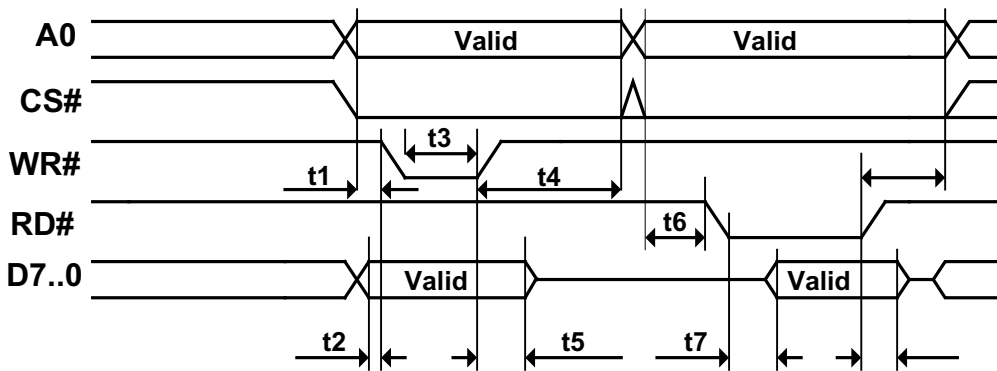 A0 Valid Valid
CS#
WR# t1 t3 t4
RD# t6
D7..0 Valid Valid
t2 t5 t7